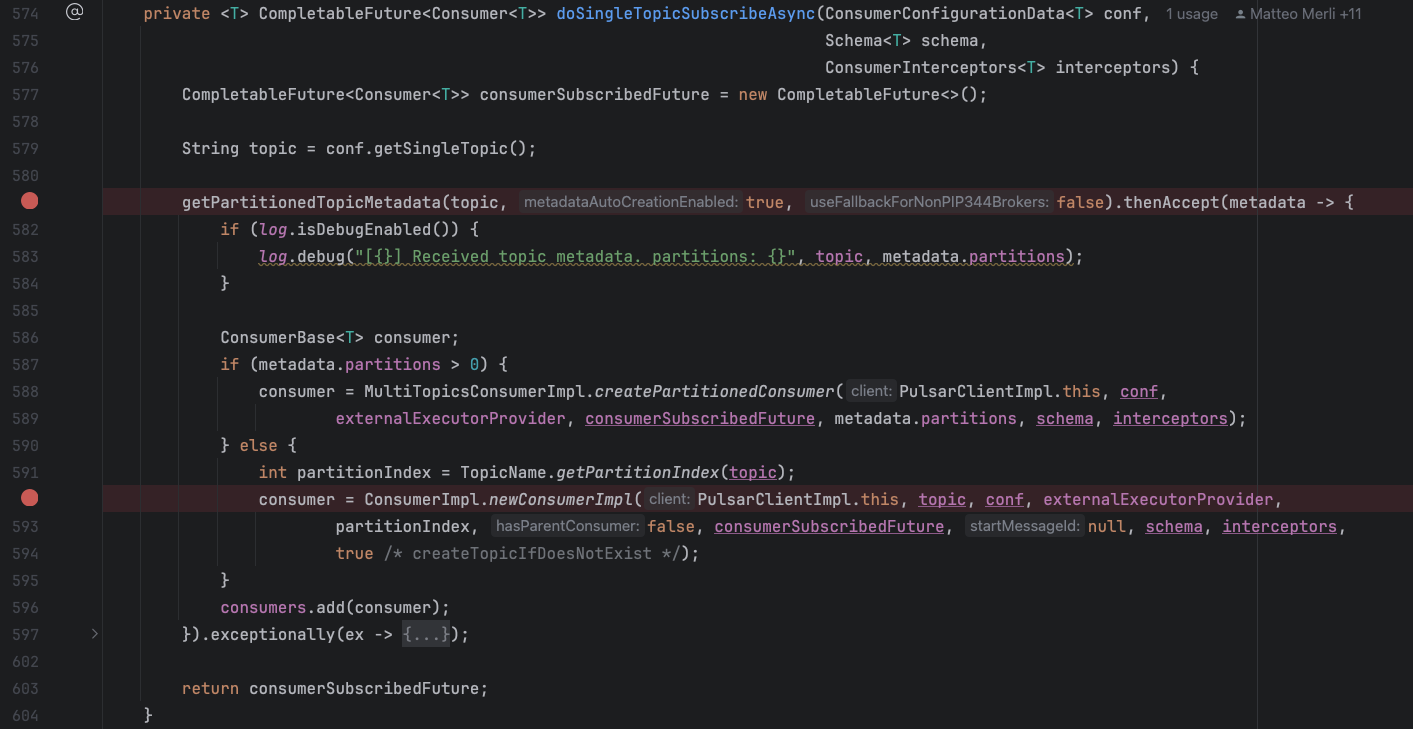 574 @ private <T> CompletableFuture<Consumer<T>> doSingleTopicSubscribeAsync(ConsumerConfigurationData<T> conf, 1 usage Matteo Merli +11
575 Schema<T> schema,
576 ConsumerInterceptors<T> interceptors) {
577 CompletableFuture<Consumer<T>> consumerSubscribedFuture = new CompletableFuture<>();
578
579 String topic = conf.getSingleTopic();
580
getPartitionedTopicMetadata(topic, metadataAutoCreationEnabled: true, useFallbackForNonPIP344Brokers: false).thenAccept(metadata -> {
582 if (log.isDebugEnabled()) {
583 log.debug("[{}] Received topic metadata. partitions: {}", topic, metadata.partitions);
584 }
585
586 ConsumerBase<T> consumer;
587 if (metadata.partitions > 0) {
588 consumer = MultiTopicsConsumerImpl.createPartitionedConsumer( client: PulsarClientImpl.this, conf,
589 externalExecutorProvider, consumerSubscribedFuture, metadata.partitions, schema, interceptors);
590 } else {
591 int partitionIndex = TopicName.getPartitionIndex(topic);
consumer = ConsumerImpl.newConsumerImpl( client: PulsarClientImpl.this, topic, conf, externalExecutorProvider,
593 partitionIndex, hasParentConsumer: false, consumerSubscribedFuture, startMessageId: null, schema, interceptors,
594 true /* createTopicIfDoesNotExist */);
595 }
596 consumers.add(consumer);
597 }).exceptionally(ex -> {...});
602
603 return consumerSubscribedFuture;
604 }